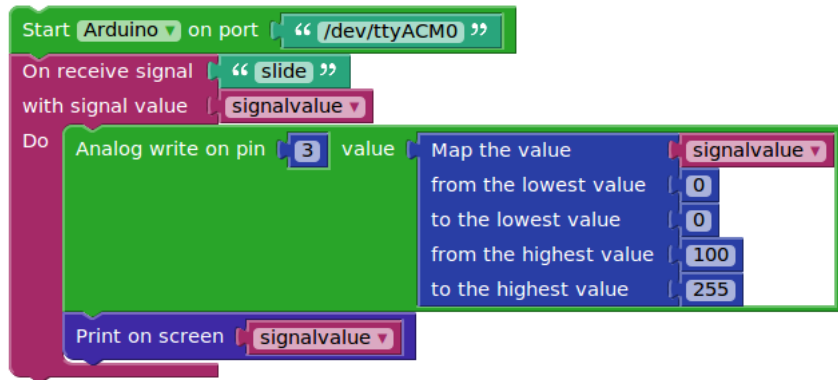 Start Arduino ▾ on port “ /dev/ttyACM0 ”
On receive signal “ slide ”
with signal value signalvalue ▾
Do Analog write on pin 3 value Map the value signalvalue ▾
from the lowest value 0
to the lowest value 0
from the highest value 100
to the highest value 255
Print on screen signalvalue ▾